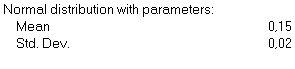 Normal distribution with parameters:
Mean 0,15
Std. Dev. 0,02